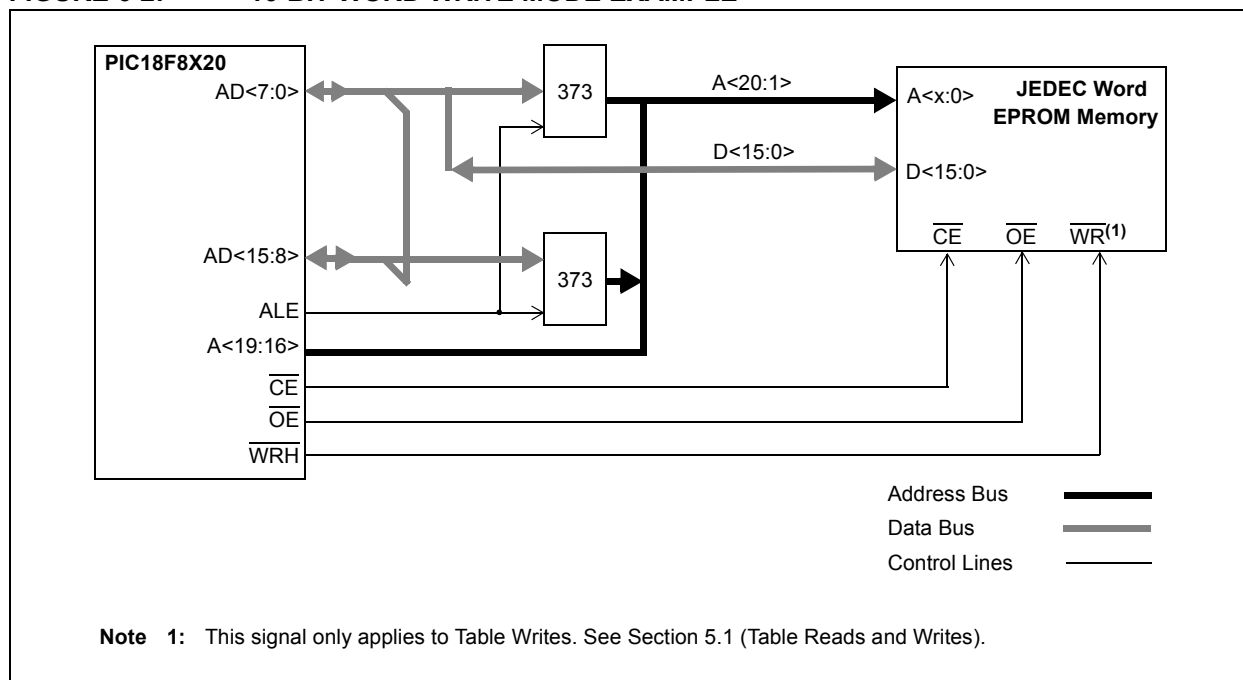 PIC18F8X20
AD<7:0>
373
A<20:1>
A<x:0>
JEDEC Word
EPROM Memory
D<15:0>
D<15:0>
CE
OE
WR(1)
AD<15:8>
373
ALE
A<19:16>
CE
OE
WRH
Address Bus
Data Bus
Control Lines
Note 1: This signal only applies to Table Writes. See Section 5.1 (Table Reads and Writes).